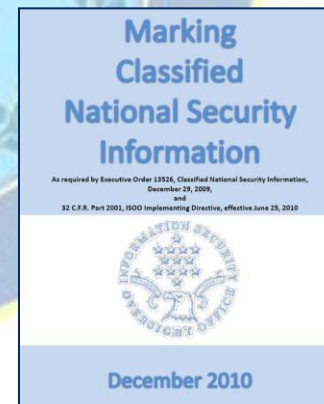 Marking
Classified
National Security
Information
As required by Executive Order 13526, Classified National Security Information,
December 29, 2009,
and
32 C.F.R. Part 2001, ISOO Implementing Directive, effective June 25, 2010
INFORMATION SECURITY
OVERSIGHT OFFICE
December 2010